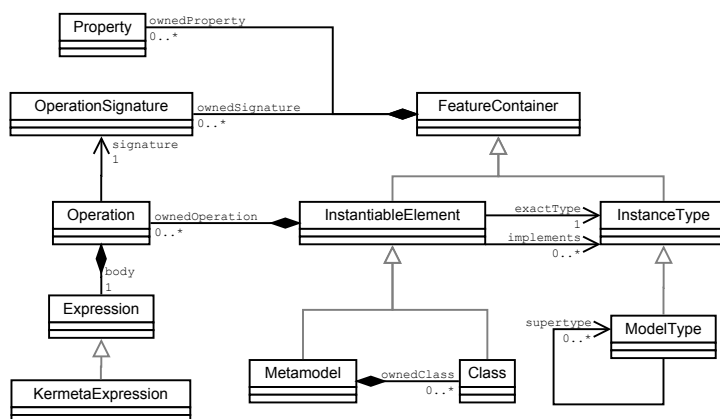 Property
ownedProperty
0..*
OperationSignature
ownedSignature
0..*
FeatureContainer
signature
1
Operation
ownedOperation
0..*
InstantiableElement
exactType
1
implements
0..*
InstanceType
body
1
Expression
supertype
0..*
ModelType
KermetaExpression
Metamodel
ownedClass
0..*
Class